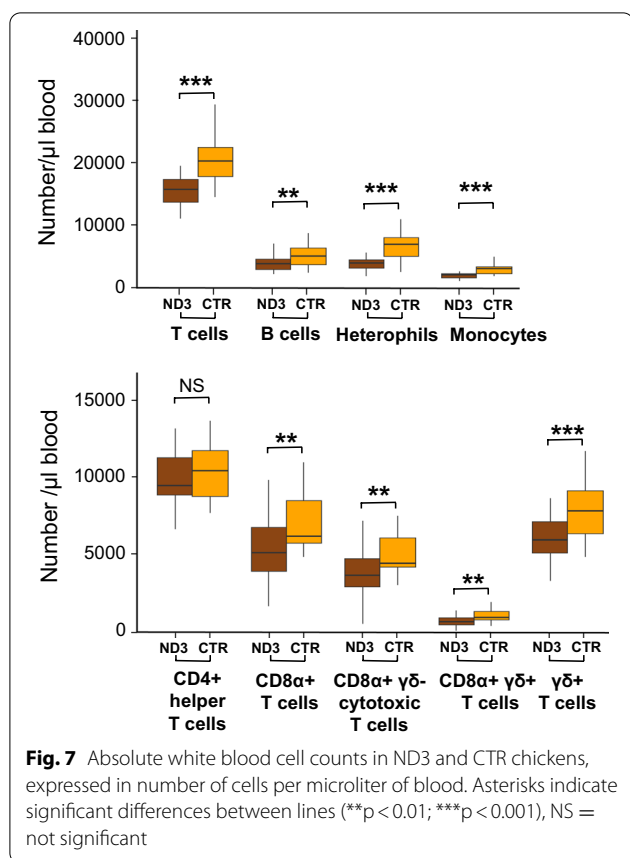 40000
30000
20000
10000
0
Number/µl blood
***
**
***
***
ND3 CTR ND3 CTR ND3 CTR ND3 CTR
T cells B cells Heterophils Monocytes
15000
10000
5000
0
Number /µl blood
NS
**
**
**
***
ND3 CTR ND3 CTR ND3 CTR ND3 CTR ND3 CTR
CD4+ CD8α+ CD8α+ γδ- CD8α+ γδ+ γδ+
helper T cells cytotoxic T cells T cells
T cells T cells
Fig. 7 Absolute white blood cell counts in ND3 and CTR chickens,
expressed in number of cells per microliter of blood. Asterisks indicate
significant differences between lines (**p < 0.01; ***p < 0.001), NS =
not significant